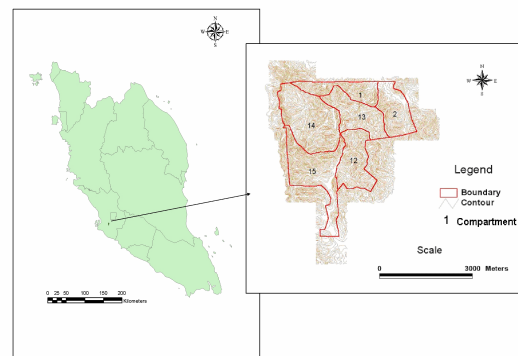 N
W E
S
0 25 50 100 150 200
Kilometers
N
W E
S
1
13
2
14
12
15
Legend
Boundary
Contour
1 Compartment
Scale
0 3000 Meters